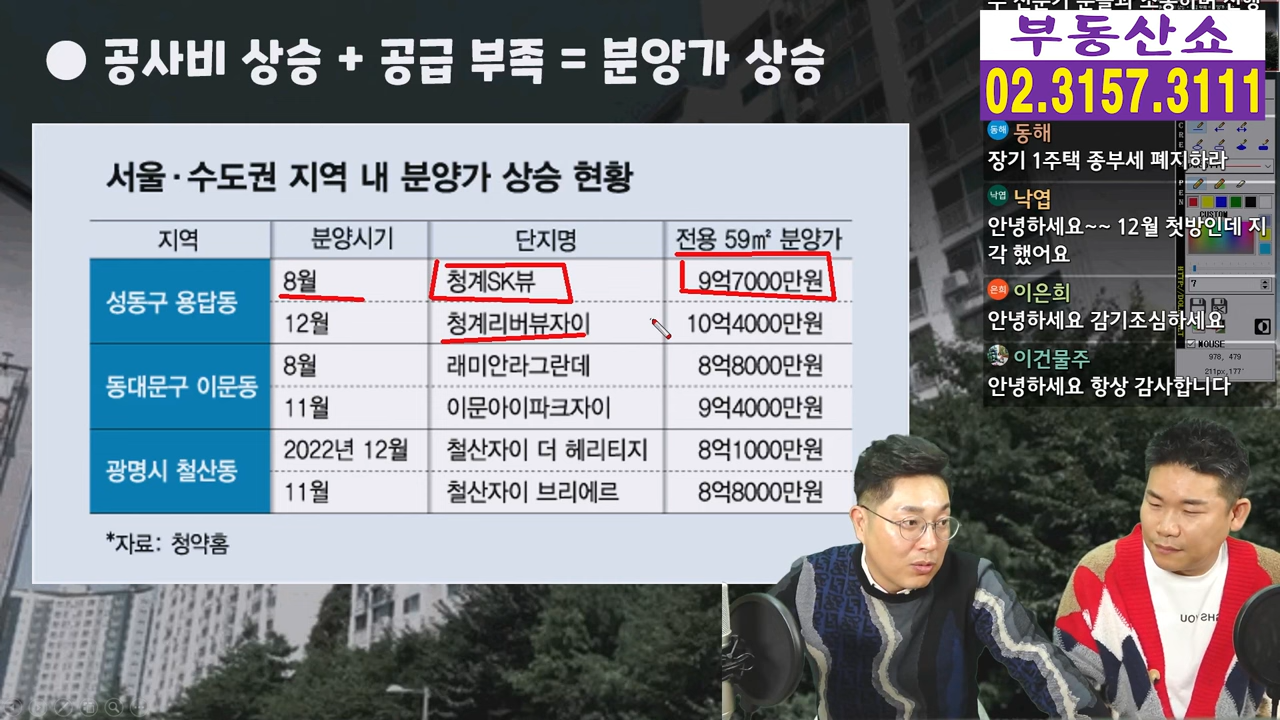 ● 공사비 상승 + 공급 부족 = 분양가 상승
서울·수도권 지역 내 분양가 상승 현황
지역 분양시기 단지명 전용 59㎡ 분양가
성동구 용답동 8월 청계SK뷰 9억7000만원
12월 청계리버뷰자이 10억4000만원
동대문구 이문동 8월 래미안라그란데 8억8000만원
11월 이문아이파크자이 9억4000만원
광명시 철산동 2022년 12월 철산자이 더 헤리티지 8억1000만원
11월 철산자이 브리에르 8억8000만원
*자료: 청약홈
부동산쇼
02.3157.3111
동해 동해
장기 1주택 종부세 폐지하라
낙엽 낙엽
안녕하세요~~ 12월 첫방인데 지
각 했어요
은희 이은희
안녕하세요 감기조심하세요
이건물주
안녕하세요 항상 감사합니다
CUSTOM
7
MOUSE
978, 479
211px,177°